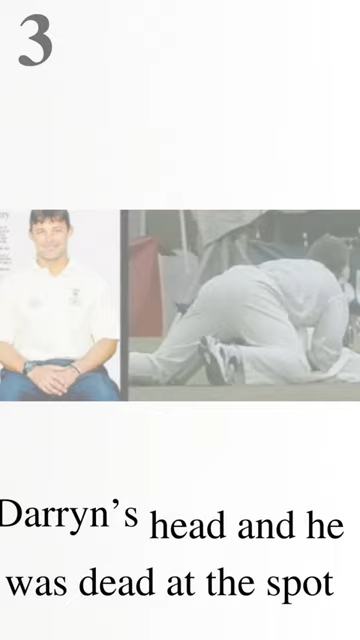 3
Darryn’s head and he
was dead at the spot